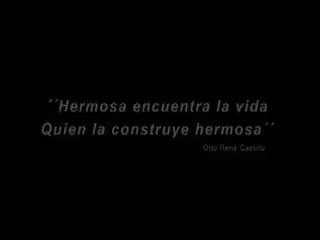 ´´Hermosa encuentra la vida
Quien la construye hermosa´´
Otto René Castillo